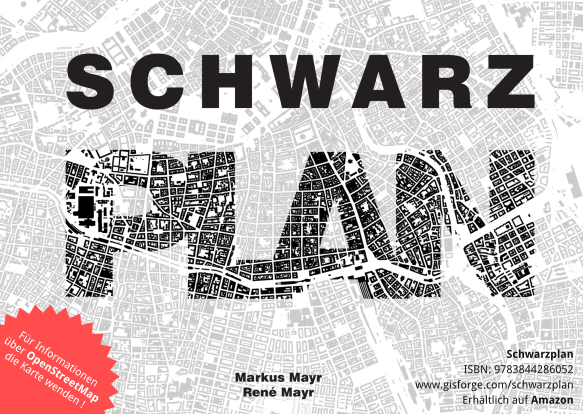 SCHWARZ
PLAN
Für Informationen
über OpenStreetMap
die Karte wenden !
Markus Mayr
René Mayr
Schwarzplan
ISBN: 9783844286052
www.gisforge.com/schwarzplan
Erhältlich auf Amazon